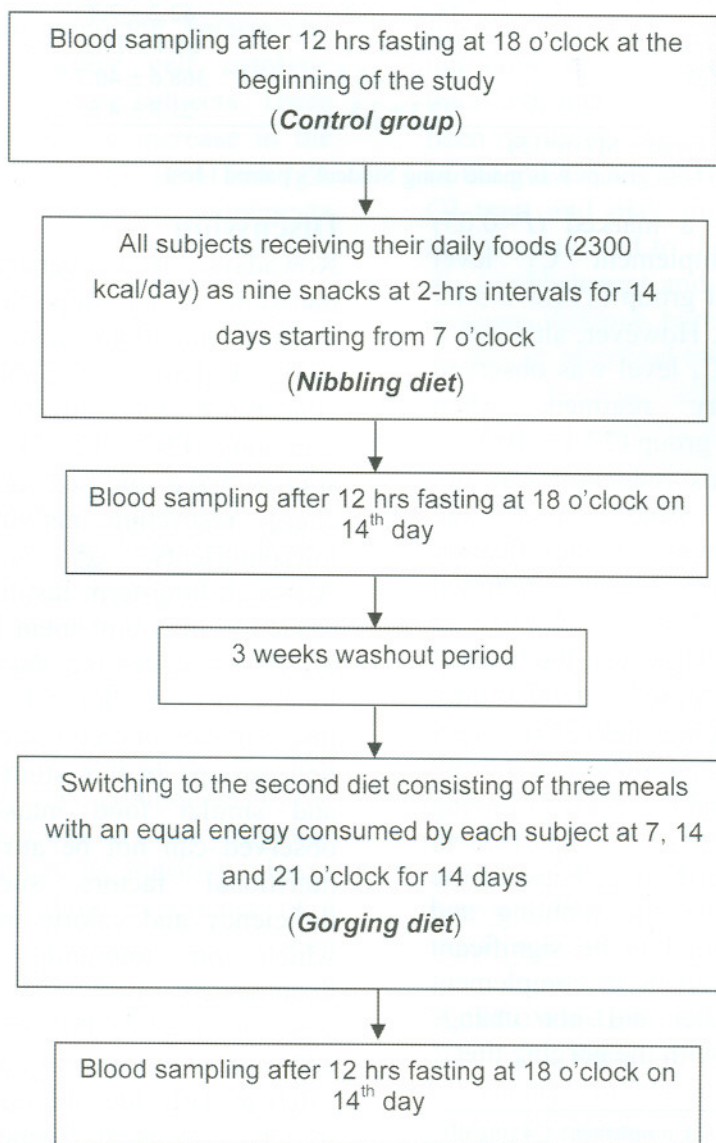 Blood sampling after 12 hrs fasting at 18 o'clock at the
beginning of the study
(Control group)
All subjects receiving their daily foods (2300
kcal/day) as nine snacks at 2-hrs intervals for 14
days starting from 7 o'clock
(Nibbling diet)
Blood sampling after 12 hrs fasting at 18 o'clock on
14th day
3 weeks washout period
Switching to the second diet consisting of three meals
with an equal energy consumed by each subject at 7, 14
and 21 o'clock for 14 days
(Gorging diet)
Blood sampling after 12 hrs fasting at 18 o'clock on
14th day